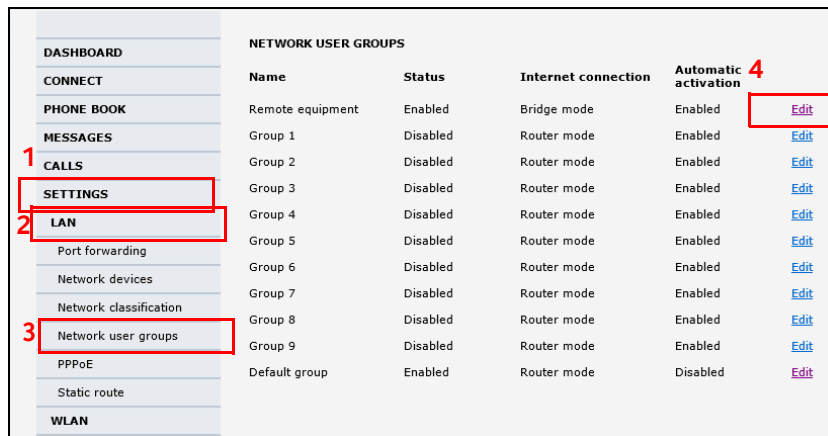 DASHBOARD
CONNECT
PHONE BOOK
MESSAGES
1
CALLS
SETTINGS
2
LAN
Port forwarding
Network devices
Network classification
3
Network user groups
PPPoE
Static route
WLAN
NETWORK USER GROUPS
Name Status Internet connection Automatic activation 4
Remote equipment Enabled Bridge mode Enabled Edit
Group 1 Disabled Router mode Enabled Edit
Group 2 Disabled Router mode Enabled Edit
Group 3 Disabled Router mode Enabled Edit
Group 4 Disabled Router mode Enabled Edit
Group 5 Disabled Router mode Enabled Edit
Group 6 Disabled Router mode Enabled Edit
Group 7 Disabled Router mode Enabled Edit
Group 8 Disabled Router mode Enabled Edit
Group 9 Disabled Router mode Enabled Edit
Default group Enabled Router mode Disabled Edit